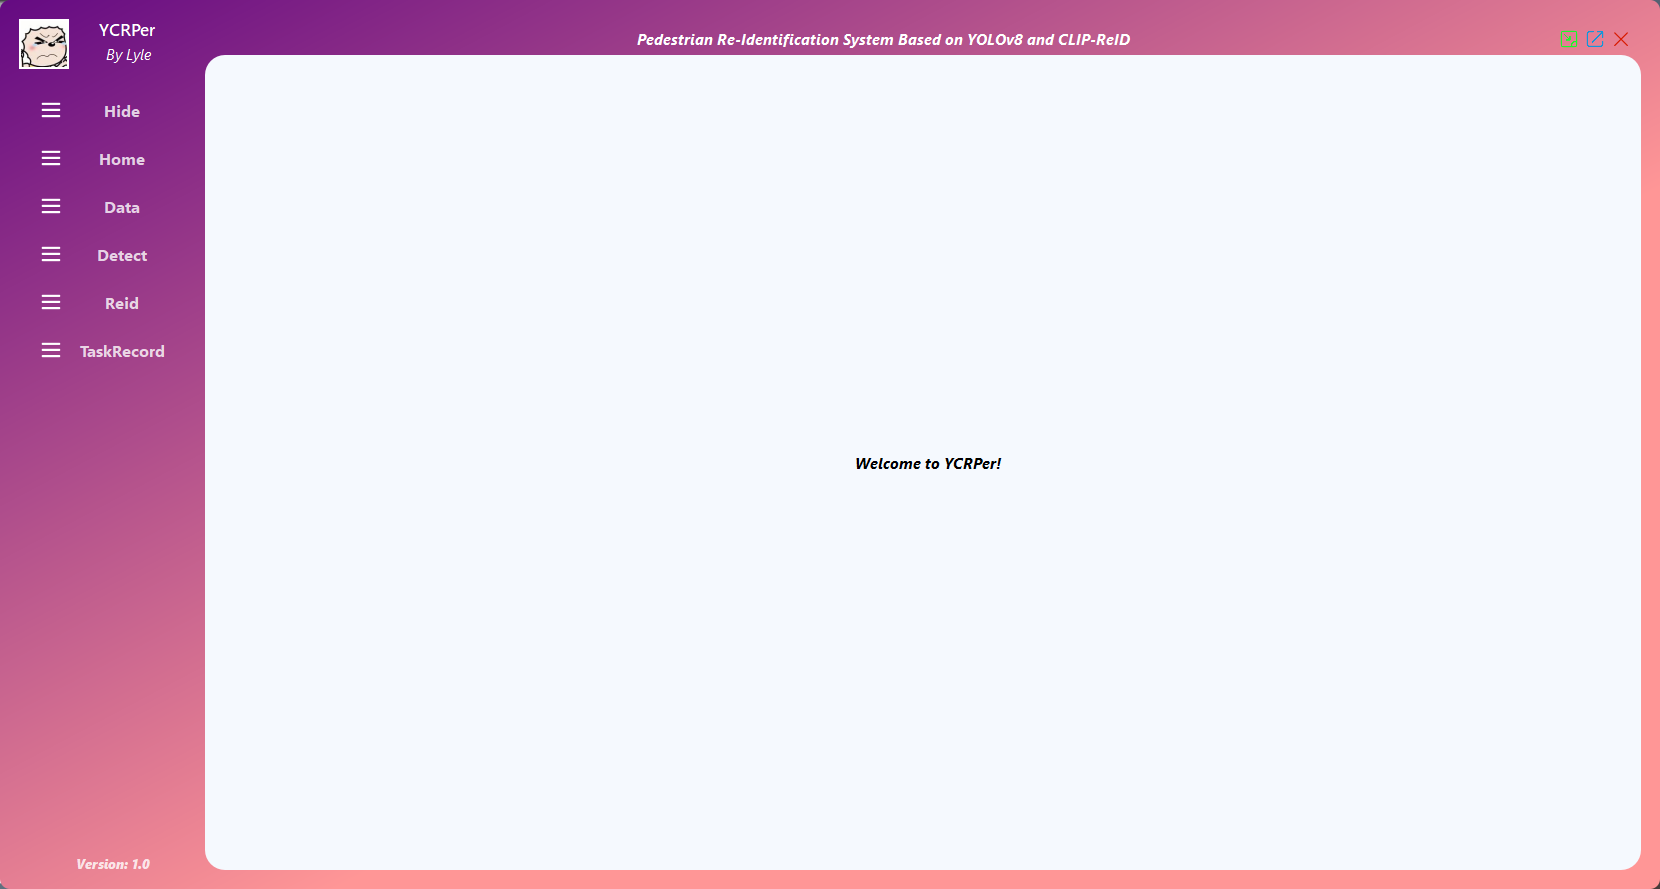 YCRPer
By Lyle
Pedestrian Re-Identification System Based on YOLOv8 and CLIP-ReID
Hide
Home
Data
Detect
Reid
TaskRecord
Welcome to YCRPer!
Version: 1.0